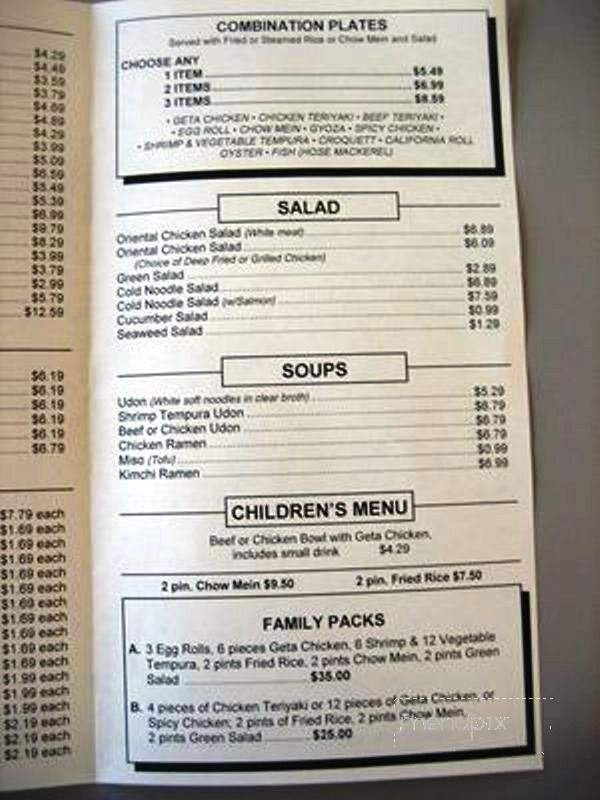 $4.29
$4.49
$3.59
$3.79
$4.69
$4.89
$4.29
$3.99
$5.09
$6.59
$5.49
$5.39
$6.99
$9.79
$8.29
$3.99
$3.79
$2.99
$5.79
$12.59
$6.19
$6.19
$6.19
$6.19
$6.19
$6.79
$7.79 each
$1.69 each
$1.69 each
$1.69 each
$1.69 each
$1.69 each
$1.69 each
$1.69 each
$1.69 each
$1.69 each
$1.69 each
$1.99 each
$1.99 each
$1.99 each
$2.19 each
$2.19 each
$2.19 each
COMBINATION PLATES
Served with Fried or Steamed Rice or Chow Mein and Salad
CHOOSE ANY
1 ITEM $5.49
2 ITEMS $6.99
3 ITEMS $8.59
• GETA CHICKEN • CHICKEN TERIYAKI • BEEF TERIYAKI •
• EGG ROLL • CHOW MEIN • GYOZA • SPICY CHICKEN •
• SHRIMP & VEGETABLE TEMPURA • CROQUETT • CALIFORNIA ROLL
OYSTER • FISH (HOSE MACKEREL)
SALAD
Oriental Chicken Salad (White meat) $6.89
Oriental Chicken Salad $6.09
(Choice of Deep Fried or Grilled Chicken)
Green Salad $2.89
Cold Noodle Salad $6.89
Cold Noodle Salad (w/Salmon) $7.59
Cucumber Salad $0.99
Seaweed Salad $1.29
SOUPS
Udon (White soft noodles in clear broth) $5.29
Shrimp Tempura Udon $6.79
Beef or Chicken Udon $6.79
Chicken Ramen $6.79
Miso (Tofu) $0.99
Kimchi Ramen $6.99
CHILDREN'S MENU
Beef or Chicken Bowl with Geta Chicken,
includes small drink $4.29
2 pin. Chow Mein $9.50 2 pin. Fried Rice $7.50
FAMILY PACKS
A. 3 Egg Rolls, 6 pieces Geta Chicken, 6 Shrimp & 12 Vegetable
Tempura, 2 pints Fried Rice, 2 pints Chow Mein, 2 pints Green
Salad $35.00
B. 4 pieces of Chicken Teriyaki or 12 pieces of Geta Chicken, or
Spicy Chicken; 2 pints of Fried Rice, 2 pints Chow Mein,
2 pints Green Salad $25.00
menupix